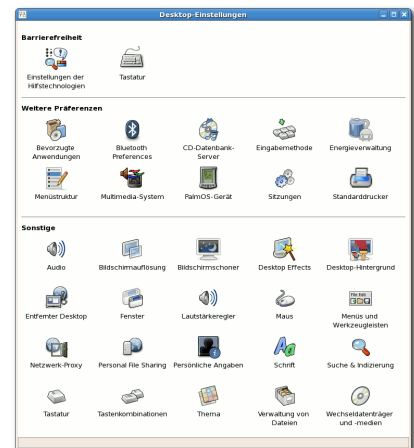 Desktop-Einstellungen
Barrierefreiheit
Einstellungen der
Hilfstechnologien
Tastatur
Weitere Präferenzen
Bevorzugte
Anwendungen
Bluetooth
Preferences
CD-Datenbank-
Server
Eingabemethode
Energieverwaltung
Menüstruktur
Multimedia-System
PalmOS-Gerät
Sitzungen
Standarddrucker
Sonstige
Audio
Bildschirmauflösung
Bildschirmschoner
Desktop Effects
Desktop-Hintergrund
Entfernter Desktop
Fenster
Lautstärkeregler
Maus
File Edit
Menüs und
Werkzeugleisten
Netzwerk-Proxy
Personal File Sharing
Persönliche Angaben
Schrift
Suche & Indizierung
Tastatur
Tastenkombinationen
Thema
Verwaltung von
Dateien
Wechseldatenträger
und -medien